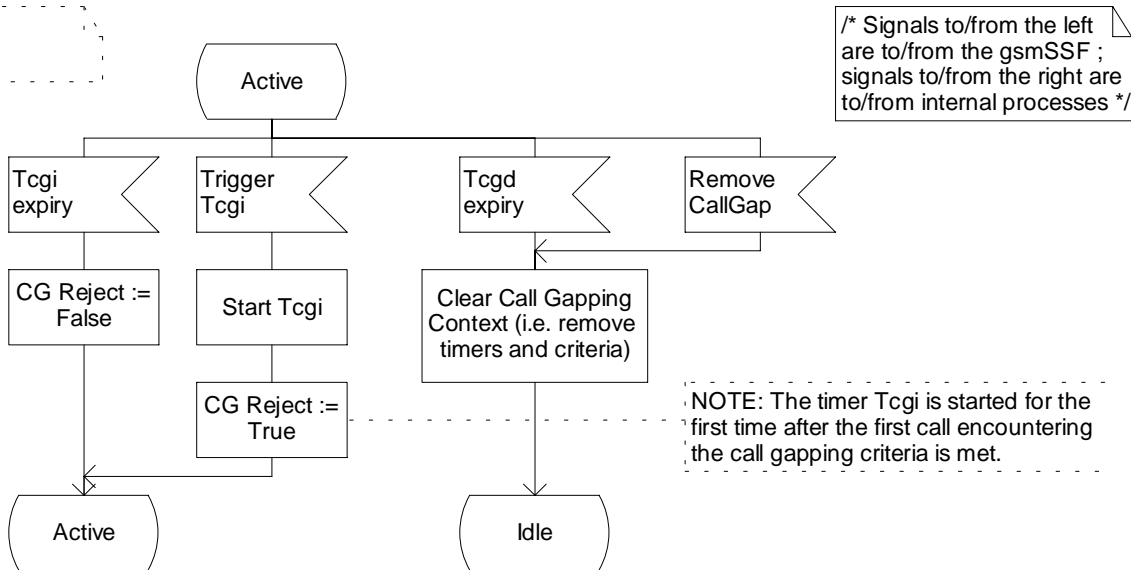 /* Signals to/from the left
are to/from the gsmSSF ;
signals to/from the right are
to/from internal processes */
Active
Tcgi
expiry
Trigger
Tcgi
Tcgd
expiry
Remove
CallGap
CG Reject :=
False
Start Tcgi
Clear Call Gapping
Context (i.e. remove
timers and criteria)
CG Reject :=
True
NOTE: The timer Tcgi is started for the
first time after the first call encountering
the call gapping criteria is met.
Active
Idle